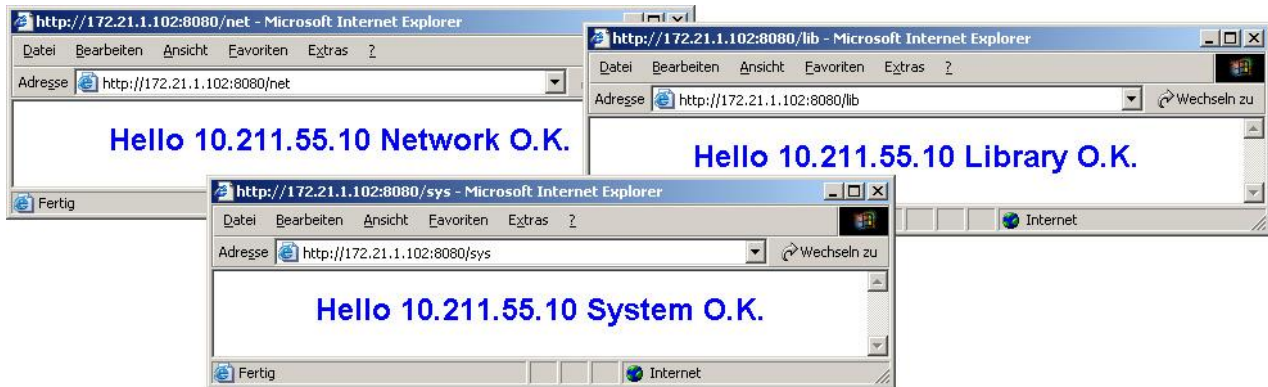 http://172.21.1.102:8080/net - Microsoft Internet Explorer
Datei Bearbeiten Ansicht Favoriten Extras ?
Adresse http://172.21.1.102:8080/net
Hello 10.211.55.10 Network O.K.
Fertig
http://172.21.1.102:8080/lib - Microsoft Internet Explorer
Datei Bearbeiten Ansicht Favoriten Extras ?
Adresse http://172.21.1.102:8080/lib Wechseln zu
Hello 10.211.55.10 Library O.K.
Internet
http://172.21.1.102:8080/sys - Microsoft Internet Explorer
Datei Bearbeiten Ansicht Favoriten Extras ?
Adresse http://172.21.1.102:8080/sys Wechseln zu
Hello 10.211.55.10 System O.K.
Fertig Internet